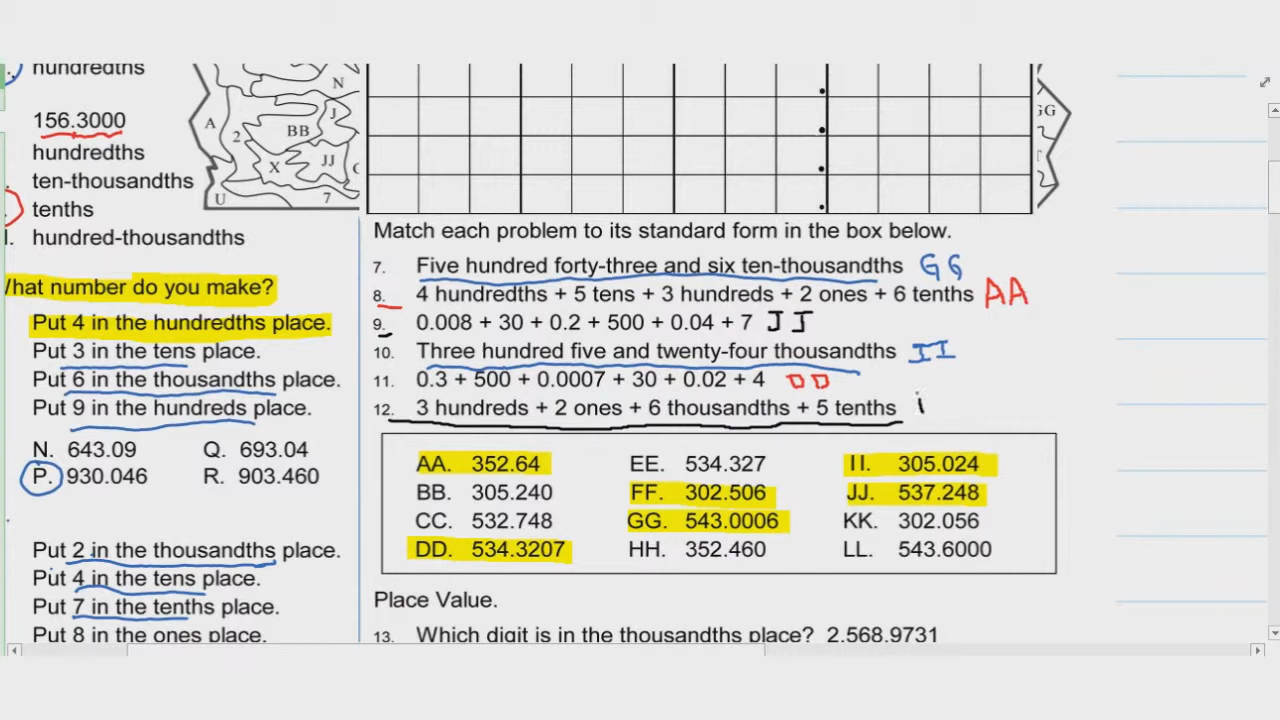 hundredths
156.3000
hundredths
ten-thousandths
tenths
hundred-thousandths
hat number do you make?
Put 4 in the hundredths place.
Put 3 in the tens place.
Put 6 in the thousandths place.
Put 9 in the hundreds place.
N. 643.09 Q. 693.04
P. 930.046 R. 903.460
Put 2 in the thousandths place.
Put 4 in the tens place.
Put 7 in the tenths place.
Put 8 in the ones place.
N
A
2
J
BB
X
JJ
U
7
GG
Match each problem to its standard form in the box below.
7. Five hundred forty-three and six ten-thousandths GG
8. 4 hundredths + 5 tens + 3 hundreds + 2 ones + 6 tenths AA
9. 0.008 + 30 + 0.2 + 500 + 0.04 + 7 JJ
10. Three hundred five and twenty-four thousandths II
11. 0.3 + 500 + 0.0007 + 30 + 0.02 + 4 DD
12. 3 hundreds + 2 ones + 6 thousandths + 5 tenths
AA. 352.64 EE. 534.327 II. 305.024
BB. 305.240 FF. 302.506 JJ. 537.248
CC. 532.748 GG. 543.0006 KK. 302.056
DD. 534.3207 HH. 352.460 LL. 543.6000
Place Value.
13. Which digit is in the thousandths place? 2,568.9731